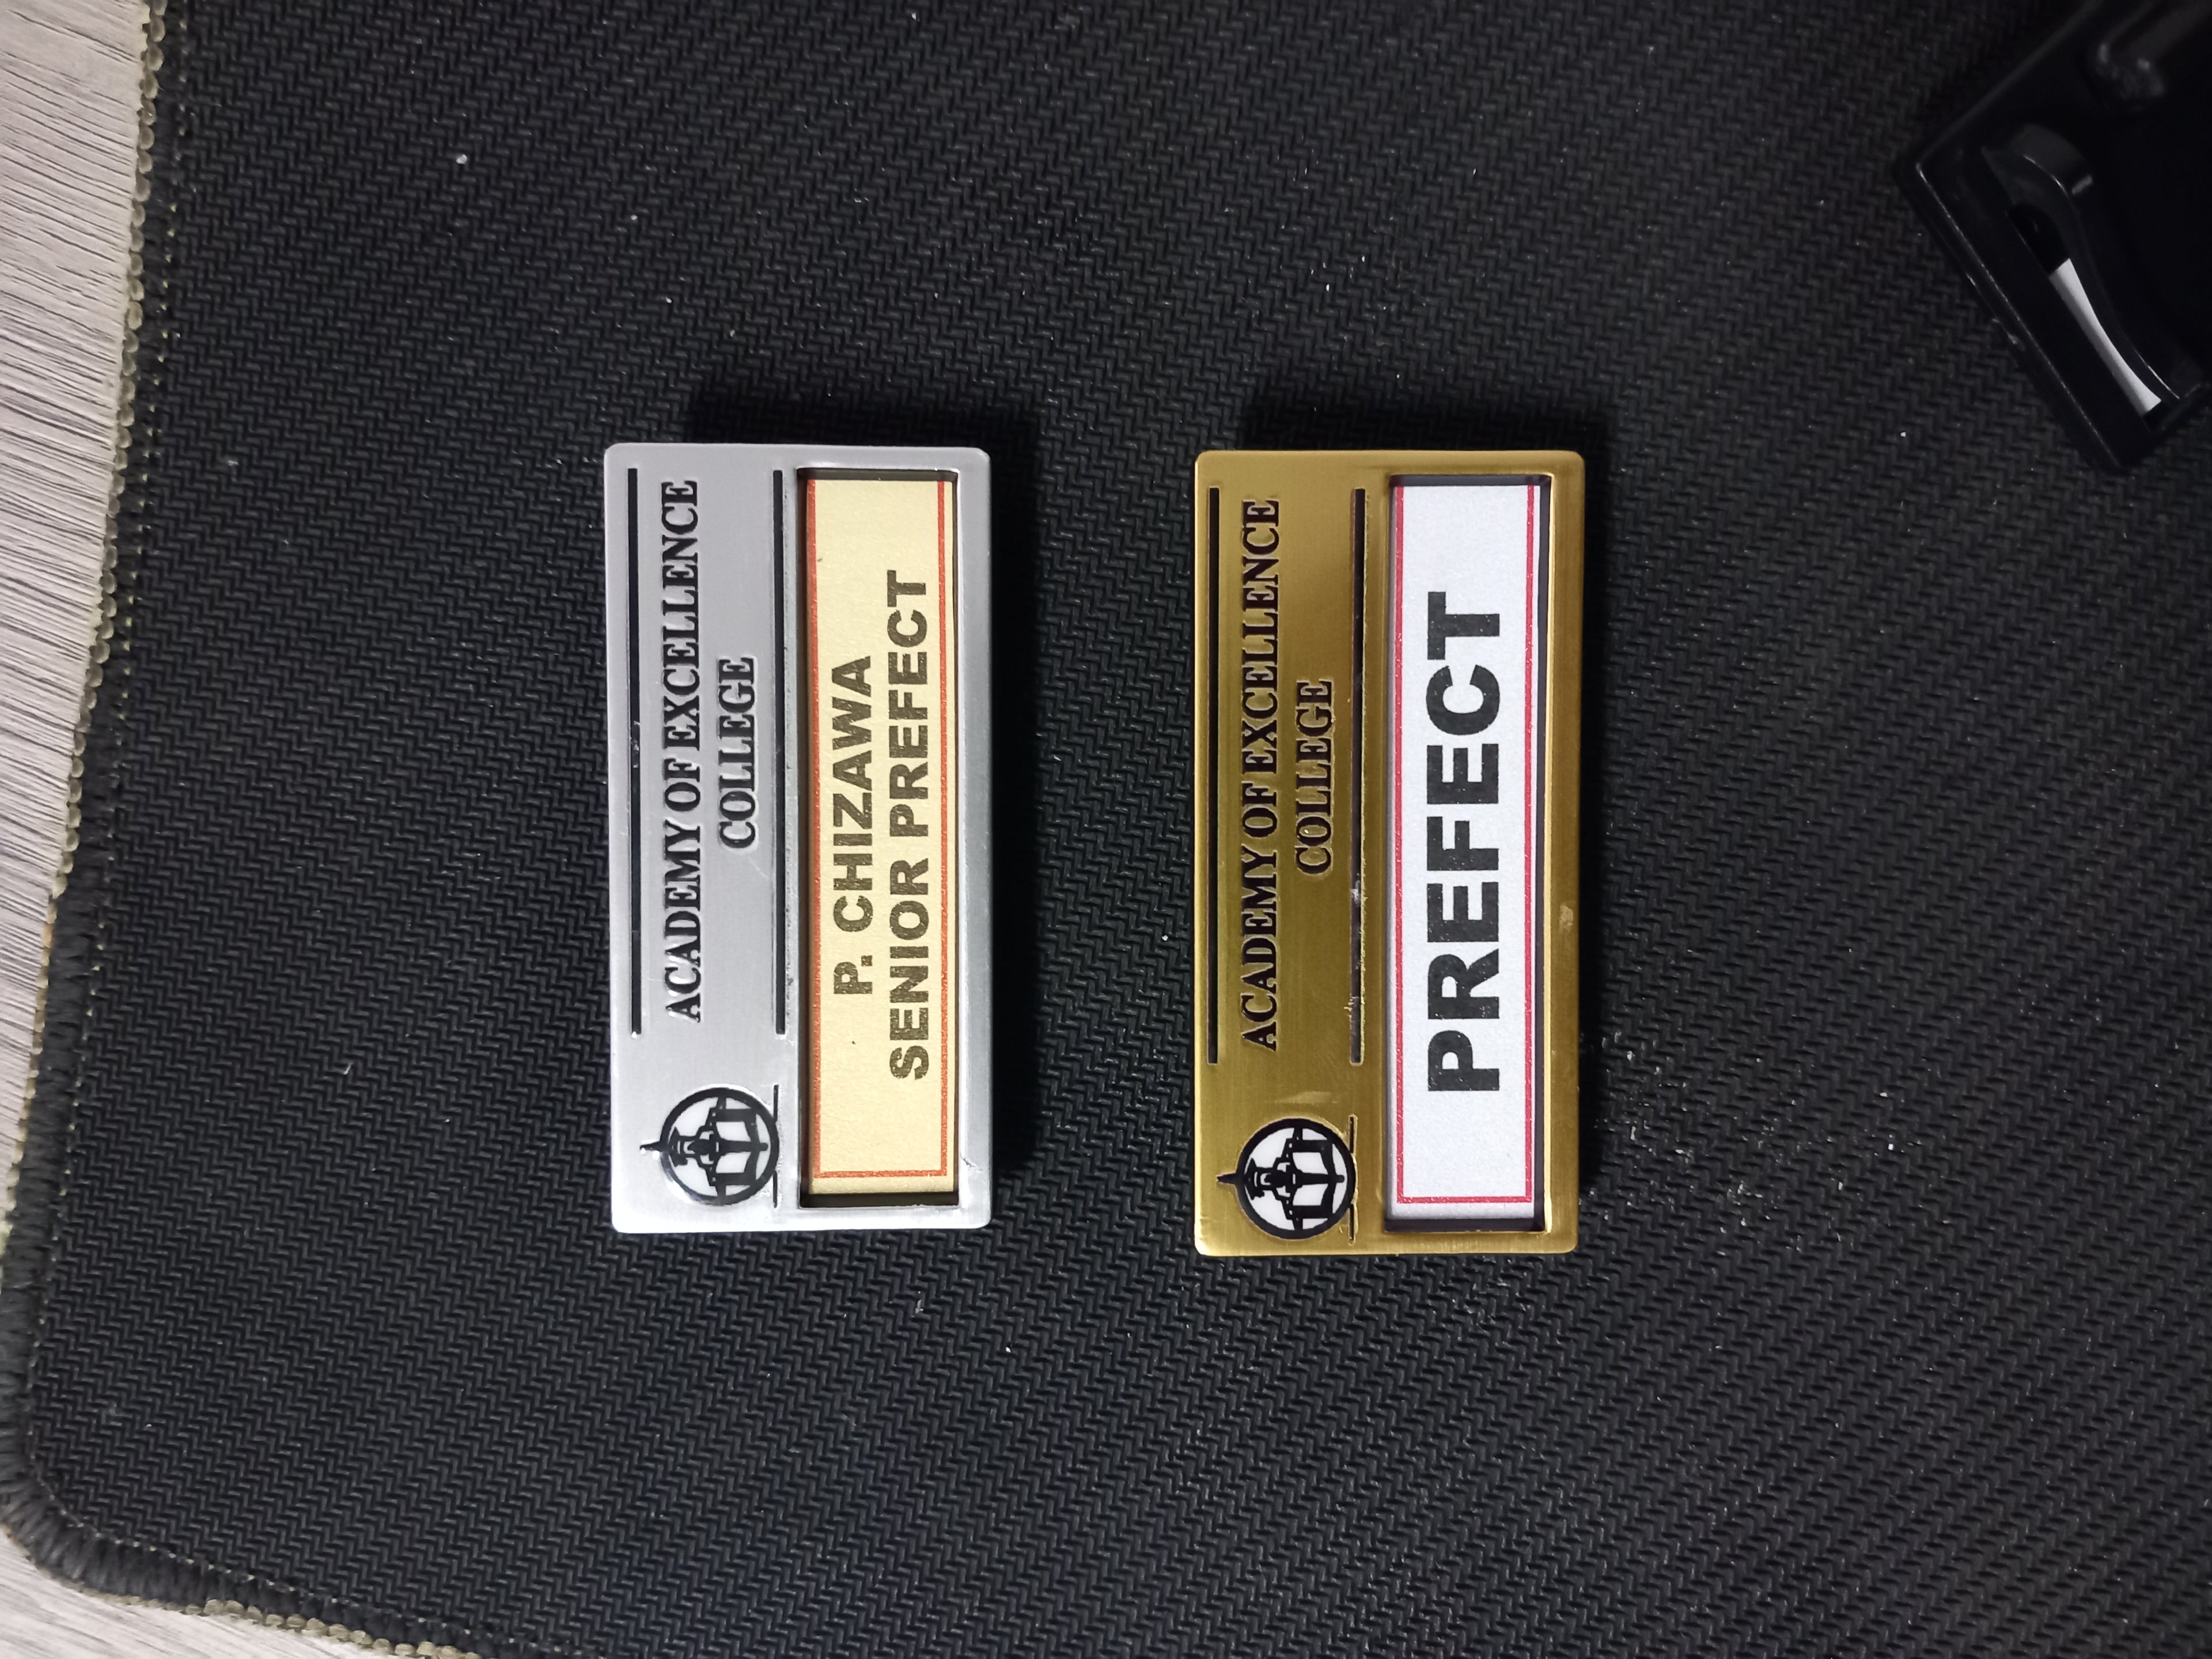 ACADEMY OF EXCELLENCE
COLLEGE
P. CHIZAWA
SENIOR PREFECT
ACADEMY OF EXCELLENCE
COLLEGE
PREFECT